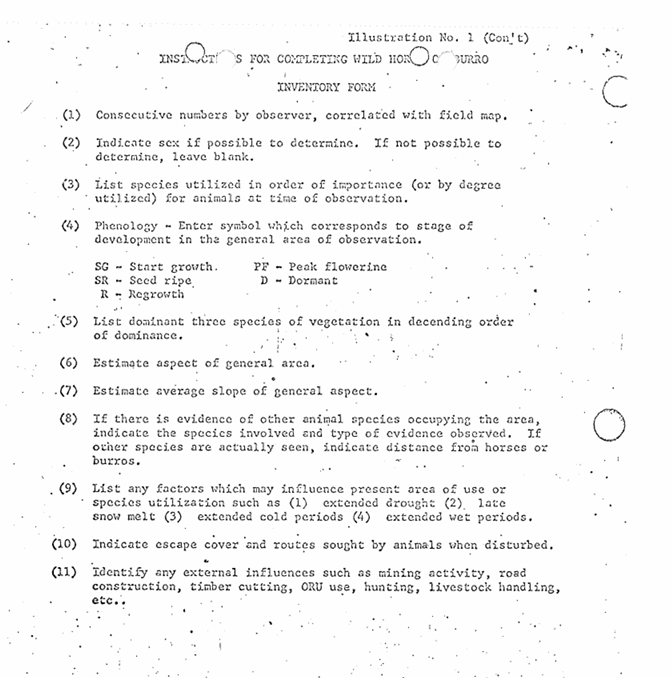 Illustration No. 1 (Con't)
FOR COMPLETING WILD
INVENTORY FORM
(1) Consecutive numbers by observer, correlated with field map.
(2) Indicate sex if possible to determine. If not possible to
determine, leave blank.
(3) List species utilized in order of importance (or by degree
utilized) for animals at time of observation.
(4) Phenology - Enter symbol which corresponds to stage of
development in the general area of observation.
SG - Start growth. PF - Peak flowerine
SR - Seed ripe D - Dormant
R - Regrowth
(5) List dominant three species of vegetation in decending order
of dominance.
(6) Estimate aspect of general area.
(7) Estimate average slope of general aspect.
(8) If there is evidence of other animal species occupying the area,
indicate the species involved and type of evidence observed. If
other species are actually seen, indicate distance from horses or
burros.
(9) List any factors which may influence present area of use or
species utilization such as (1) extended drought (2) late
snow melt (3) extended cold periods (4) extended wet periods.
(10) Indicate escape cover and routes sought by animals when disturbed.
(11) Identify any external influences such as mining activity, road
construction, timber cutting, ORU use, hunting, livestock handling,
etc..